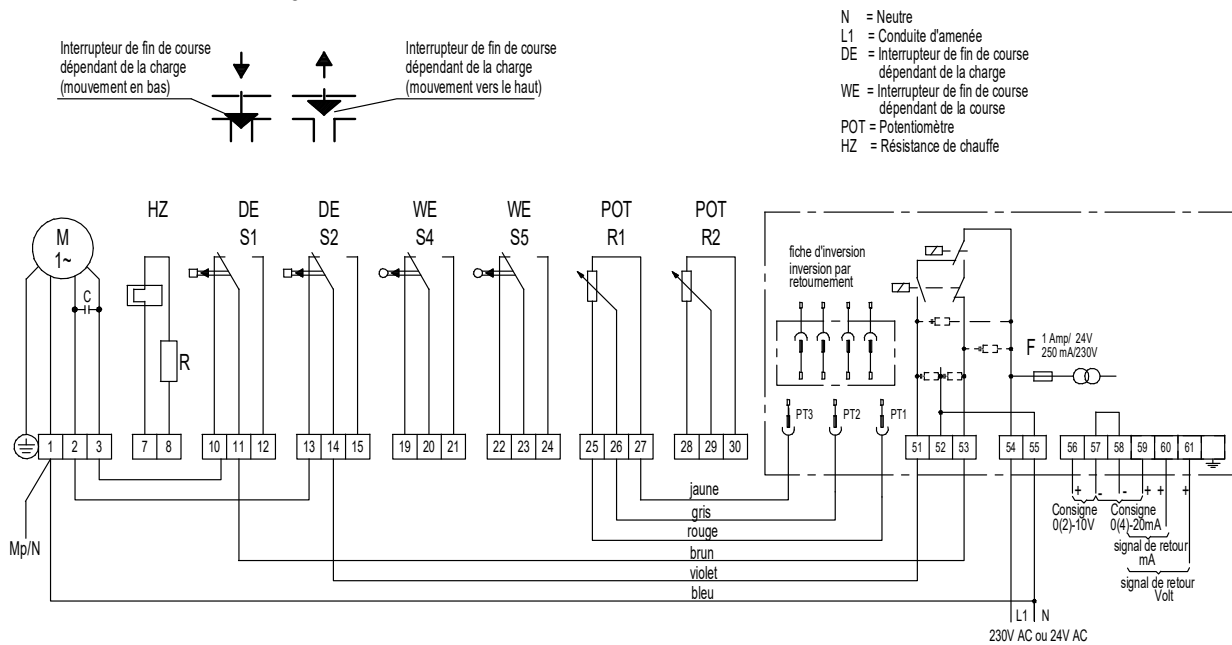 Interrupteur de fin de course
dépendant de la charge
(mouvement en bas)
Interrupteur de fin de course
dépendant de la charge
(mouvement vers le haut)
N = Neutre
L1 = Conduite d'amenée
DE = Interrupteur de fin de course
dépendant de la charge
WE = Interrupteur de fin de course
dépendant de la course
POT = Potentiomètre
HZ = Résistance de chauffe
HZ DE DE WE WE POT POT
S1 S2 S4 S5 R1 R2
M
1~
C
R
fiche d'inversion
inversion par
retournement
F
1 Amp/ 24V
250 mA/230V
PT3 PT2 PT1
1 2 3 7 8 10 11 12 13 14 15 19 20 21 22 23 24 25 26 27 28 29 30 51 52 53 54 55 56 57 58 59 60 61
+ - - + + +
Consigne
0(2)-10V
Consigne
0(4)-20mA
signal de retour
mA
signal de retour
Volt
jaune
gris
rouge
brun
violet
bleu
Mp/N
L1 N
230V AC ou 24V AC